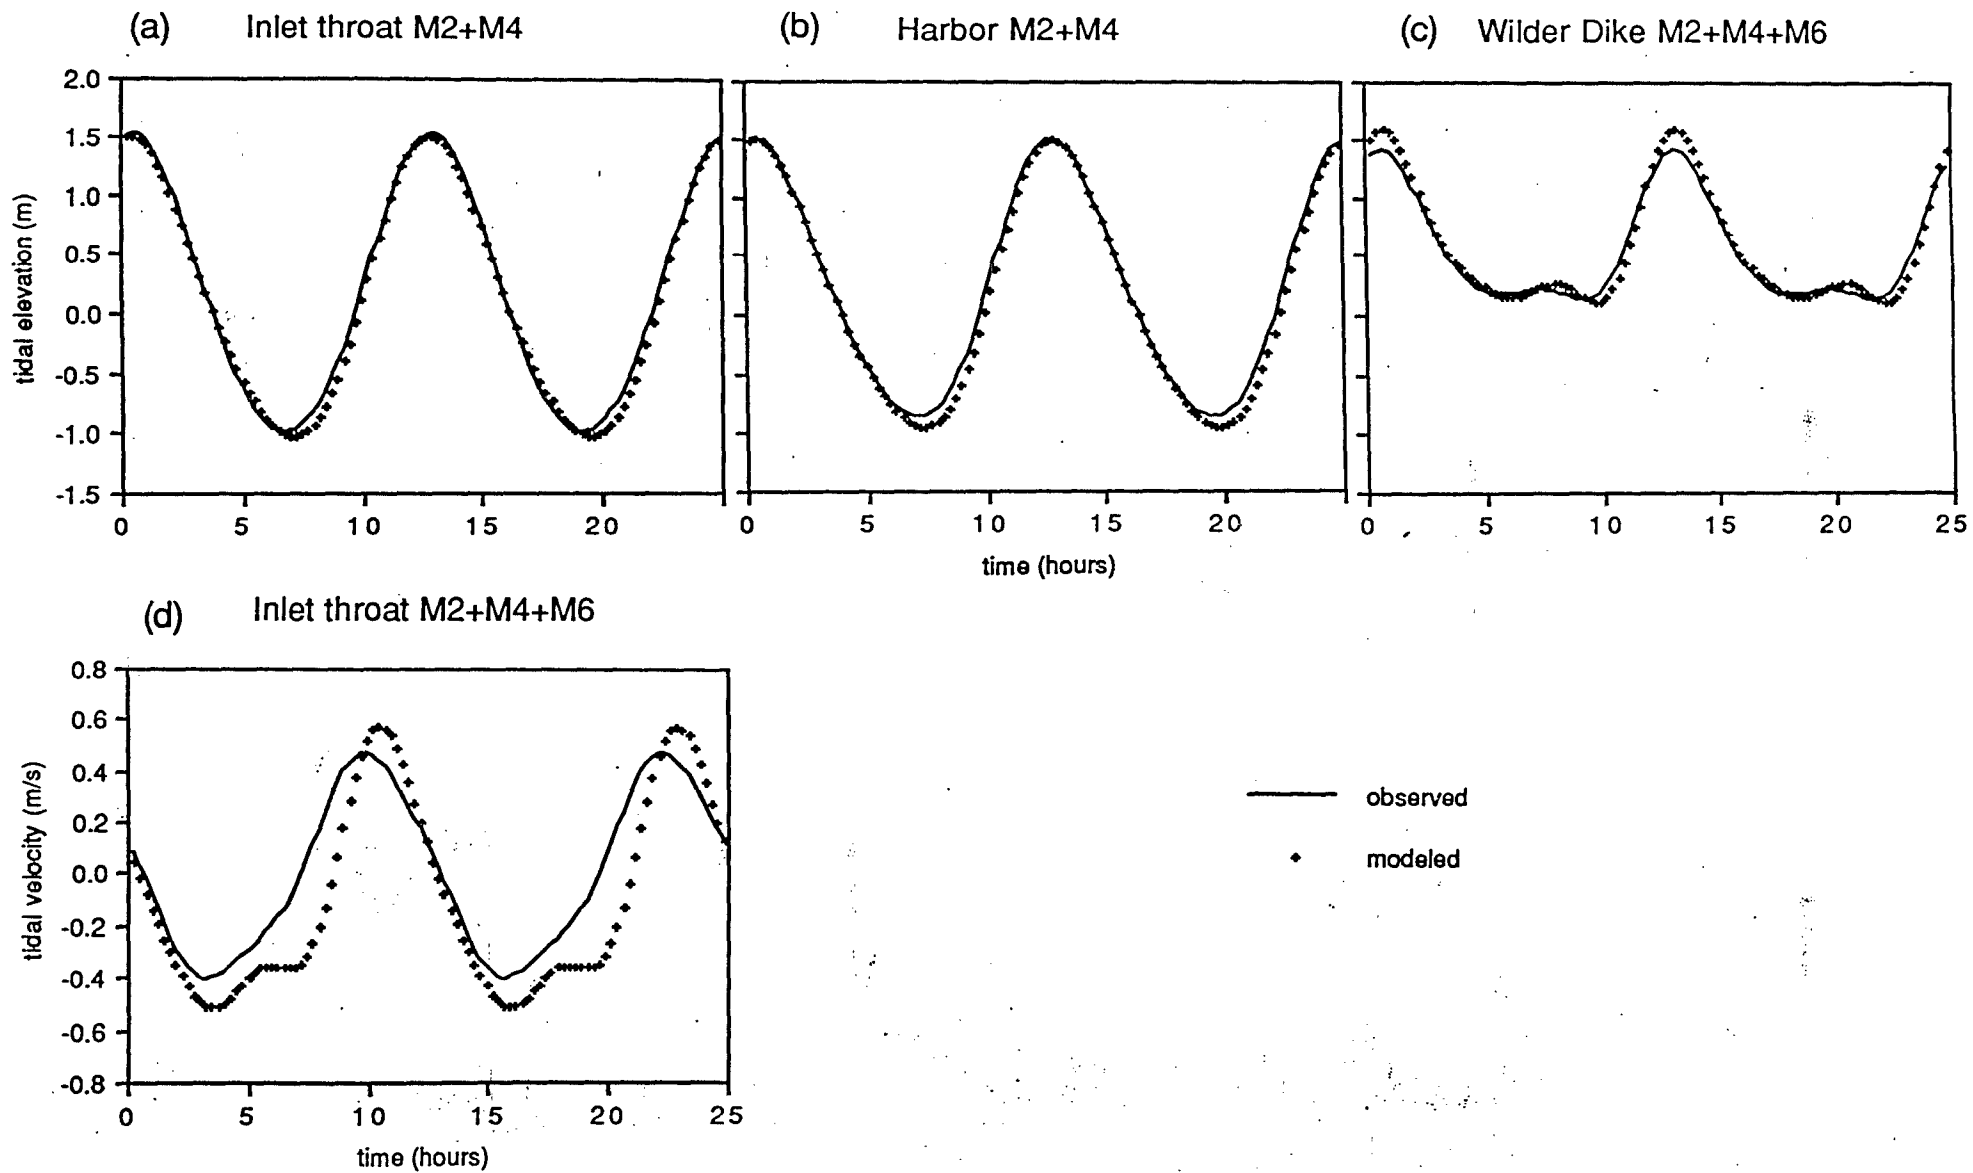 (a) Inlet throat M2+M4
(b) Harbor M2+M4
(c) Wilder Dike M2+M4+M6
tidal elevation (m)
2.0
1.5
1.0
0.5
0.0
-0.5
-1.0
-1.5
0 5 10 15 20
0 5 10 15 20
0 5 10 15 20 25
time (hours)
(d) Inlet throat M2+M4+M6
tidal velocity (m/s)
0.8
0.6
0.4
0.2
0.0
-0.2
-0.4
-0.6
-0.8
0 5 10 15 20 25
time (hours)
observed
modeled